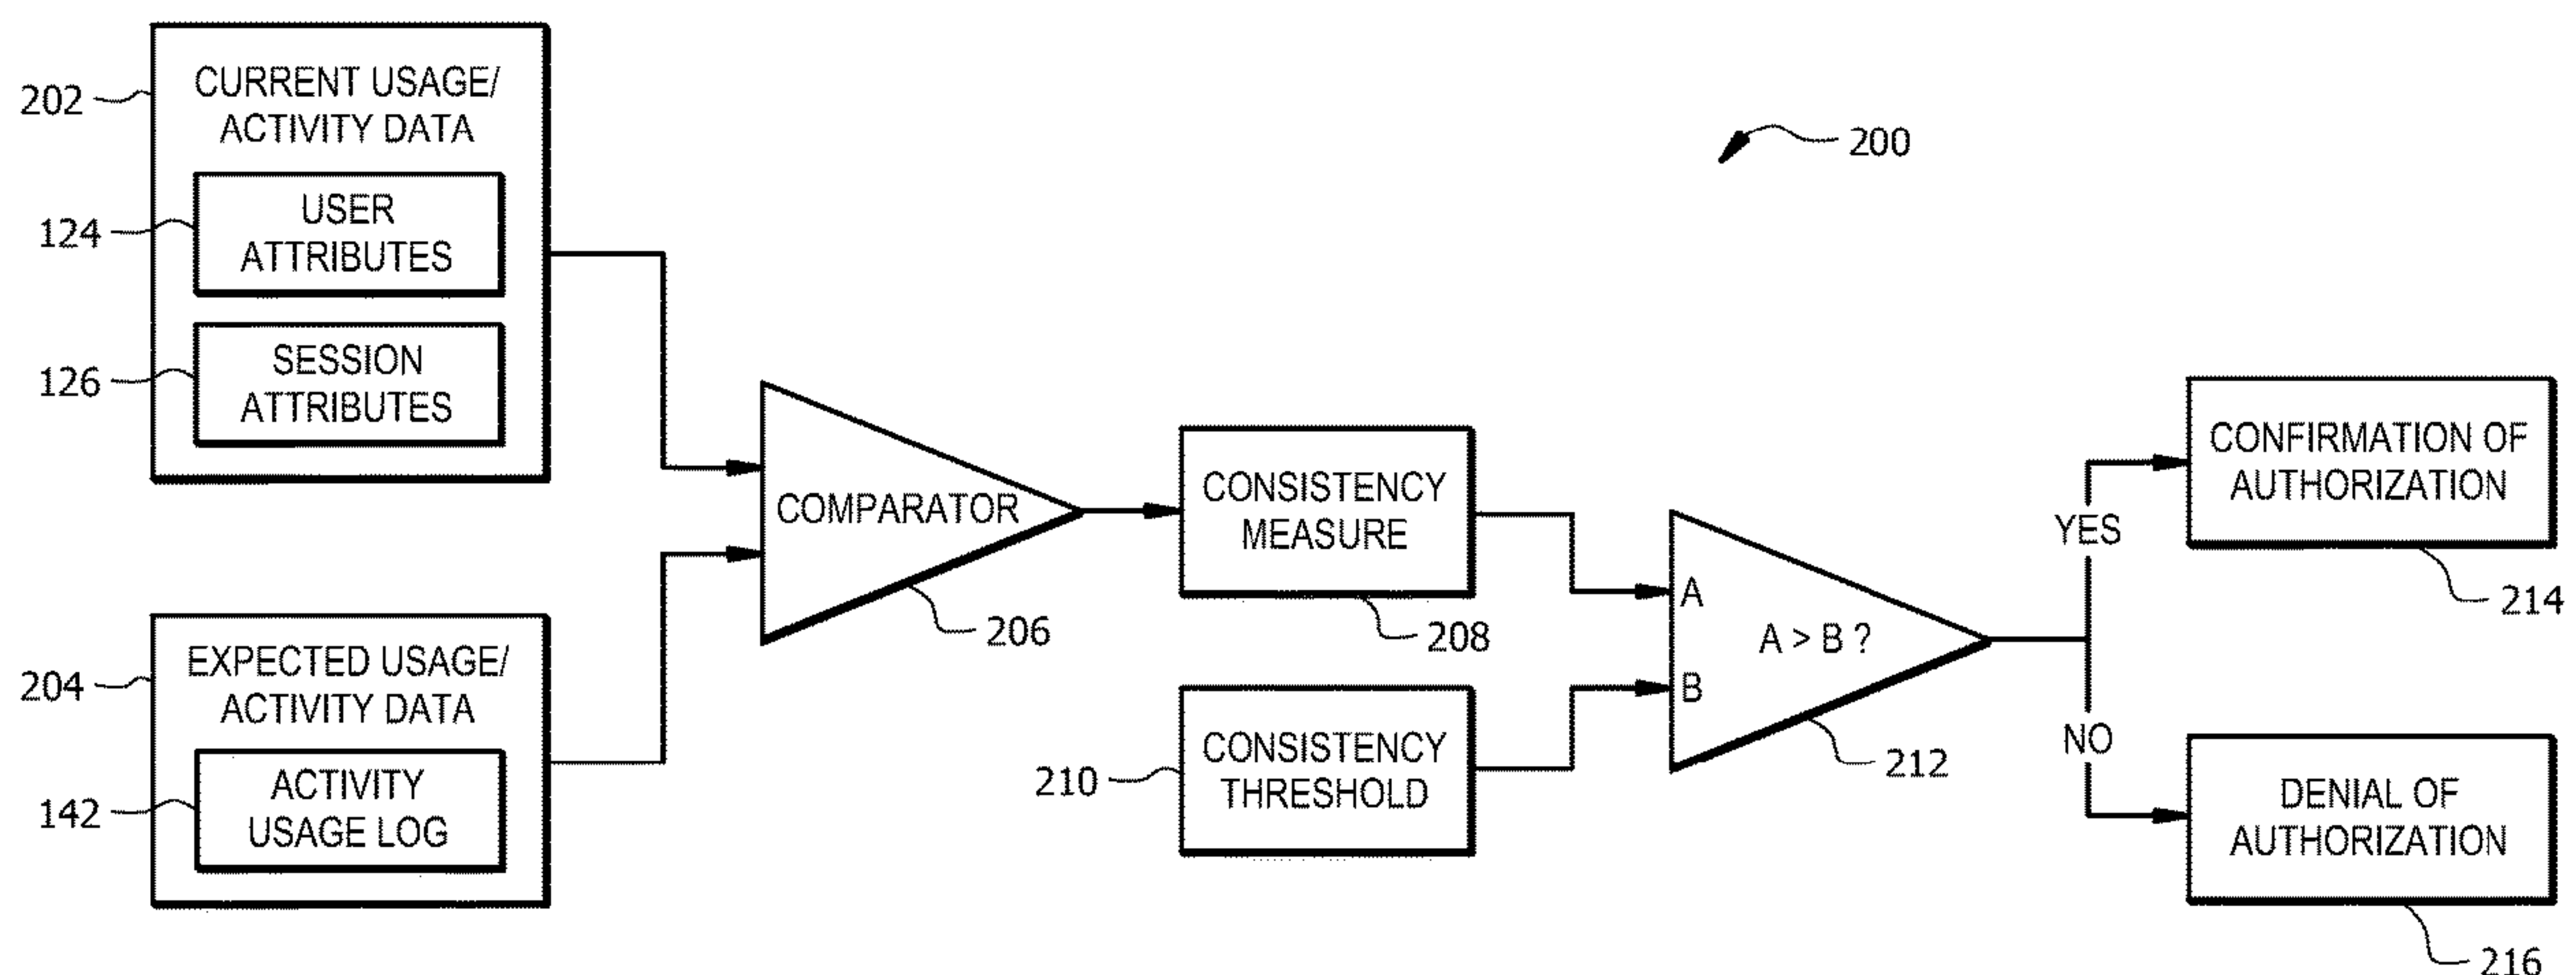 202
CURRENT USAGE/
ACTIVITY DATA
124
USER
ATTRIBUTES
126
SESSION
ATTRIBUTES
200
204
EXPECTED USAGE/
ACTIVITY DATA
142
ACTIVITY
USAGE LOG
COMPARATOR
206
CONSISTENCY
MEASURE
208
210
CONSISTENCY
THRESHOLD
A
A > B ?
B
212
YES
NO
CONFIRMATION OF
AUTHORIZATION
214
DENIAL OF
AUTHORIZATION
216